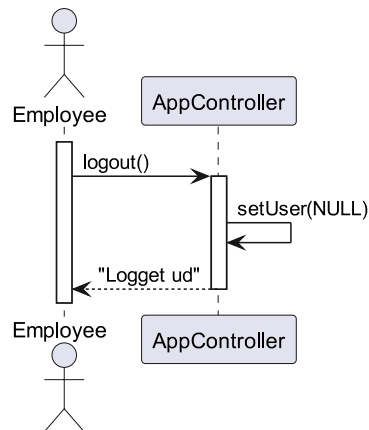 Employee
AppController
logout()
setUser(NULL)
"Logget ud"
Employee
AppController